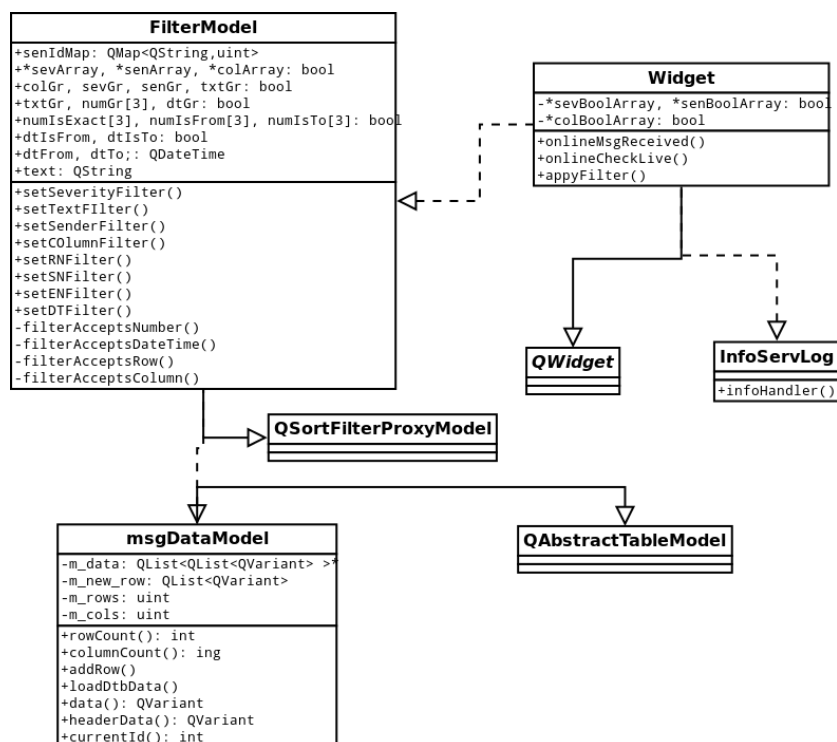 FilterModel
+senIdMap: QMap<QString,uint>
+*sevArray, *senArray, *colArray: bool
+colGr, sevGr, senGr, txtGr: bool
+txtGr, numGr[3], dtGr: bool
+numIsExact[3], numIsFrom[3], numIsTo[3]: bool
+dtIsFrom, dtIsTo: bool
+dtFrom, dtTo;: QDateTime
+text: QString
+setSeverityFilter()
+setTextFIlter()
+setSenderFilter()
+setCOlumnFilter()
+setRNFilter()
+setSNFilter()
+setENFilter()
+setDTFilter()
-filterAcceptsNumber()
-filterAcceptsDateTime()
-filterAcceptsRow()
-filterAcceptsColumn()
Widget
-*sevBoolArray, *senBoolArray: bool
-*colBoolArray: bool
+onlineMsgReceived()
+onlineCheckLive()
+appyFilter()
QWidget
InfoServLog
+infoHandler()
QSortFilterProxyModel
msgDataModel
-m_data: QList<QList<QVariant> >*
-m_new_row: QList<QVariant>
-m_rows: uint
-m_cols: uint
+rowCount(): int
+columnCount(): ing
+addRow()
+loadDtbData()
+data(): QVariant
+headerData(): QVariant
+currentId(): int
QAbstractTableModel